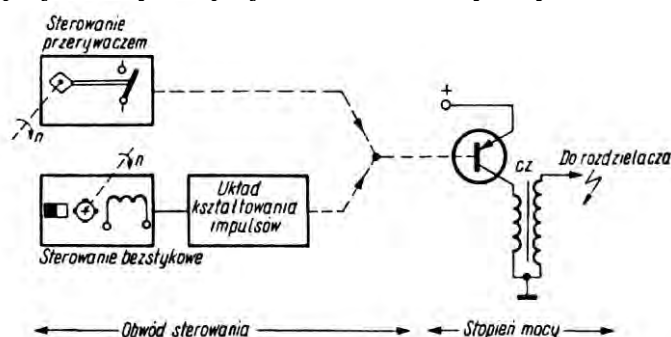 Sterowanie
przerywaczem
n
+
n
CZ
Do rozdzielacza
Układ
kształtowania
impulsów
Sterowanie bezstykowe
Obwód sterowania
Stopień mocy